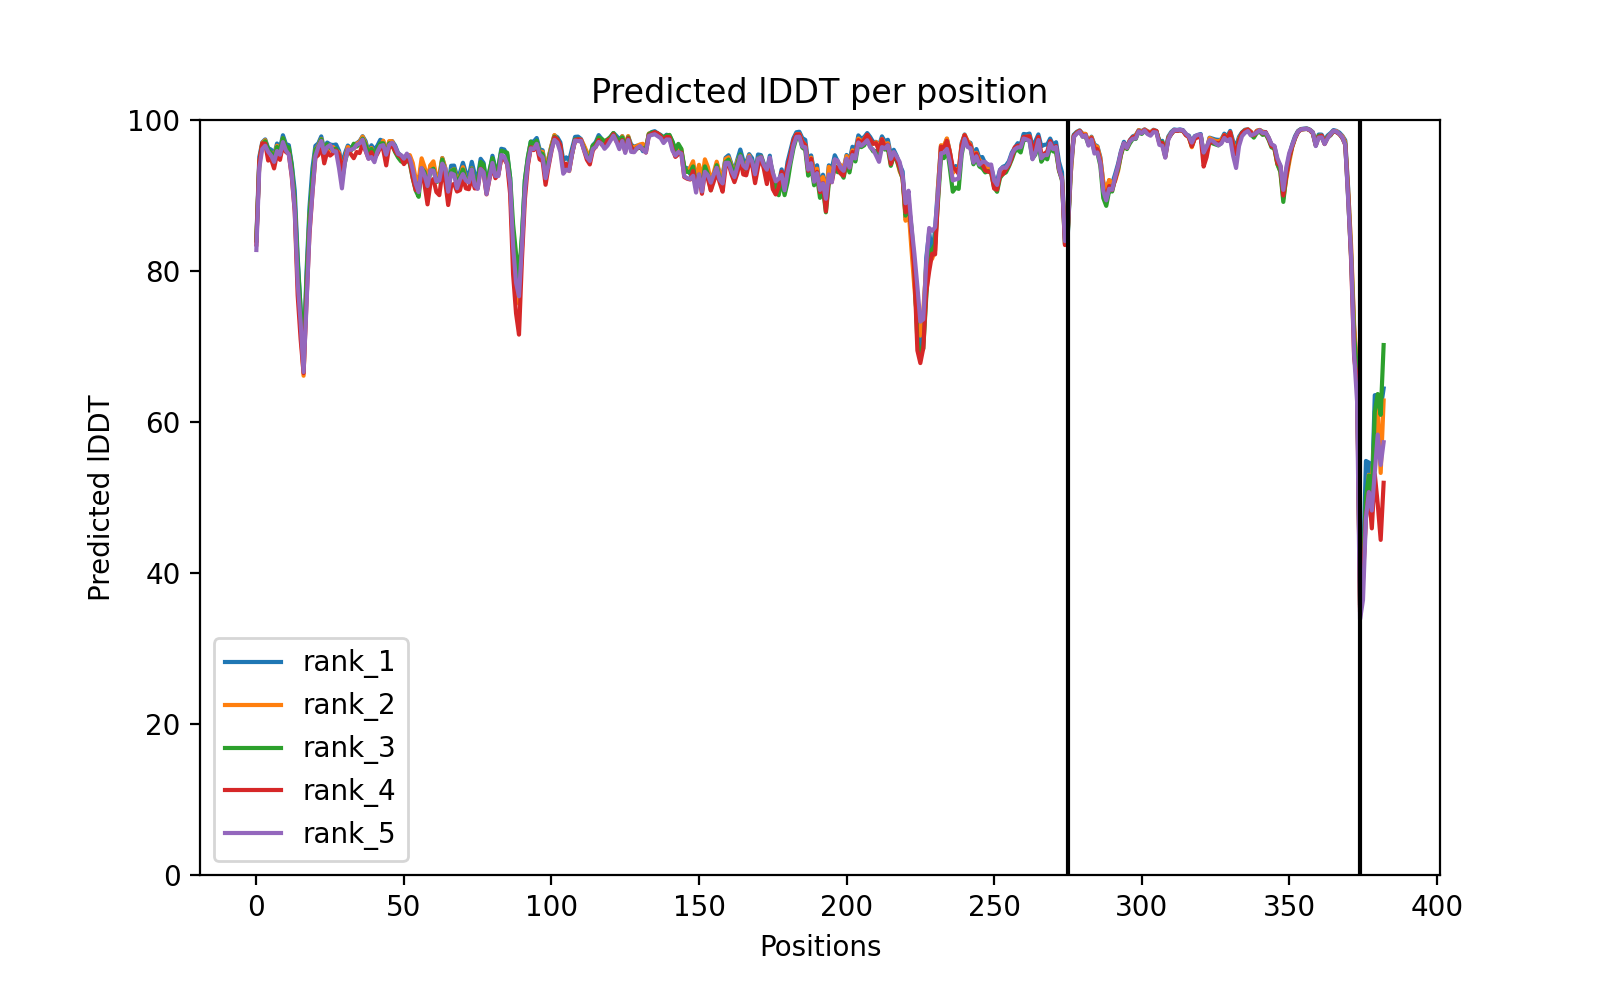 Predicted lDDT per position
100
80
60
40
20
0
Predicted lDDT
rank_1
rank_2
rank_3
rank_4
rank_5
0 50 100 150 200 250 300 350 400
Positions